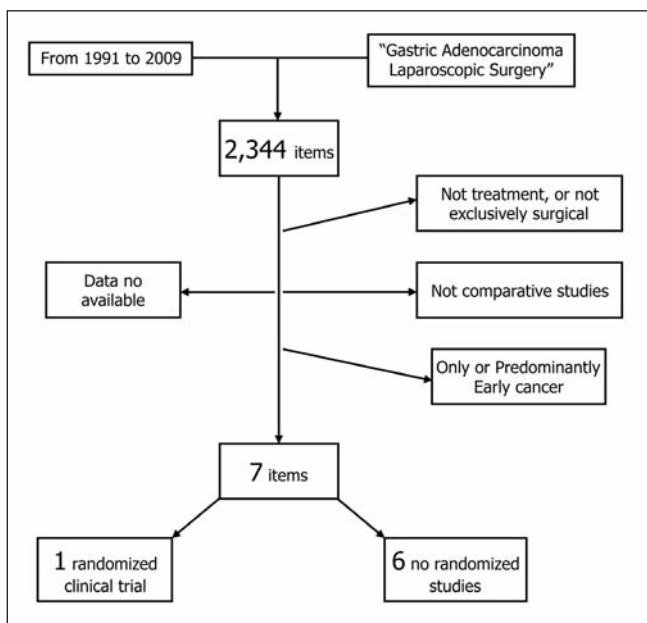 From 1991 to 2009
“Gastric Adenocarcinoma
Laparoscopic Surgery”
2,344 items
Not treatment, or not
exclusively surgical
Data no
available
Not comparative studies
Only or Predominantly
Early cancer
7 items
1 randomized
clinical trial
6 no randomized
studies